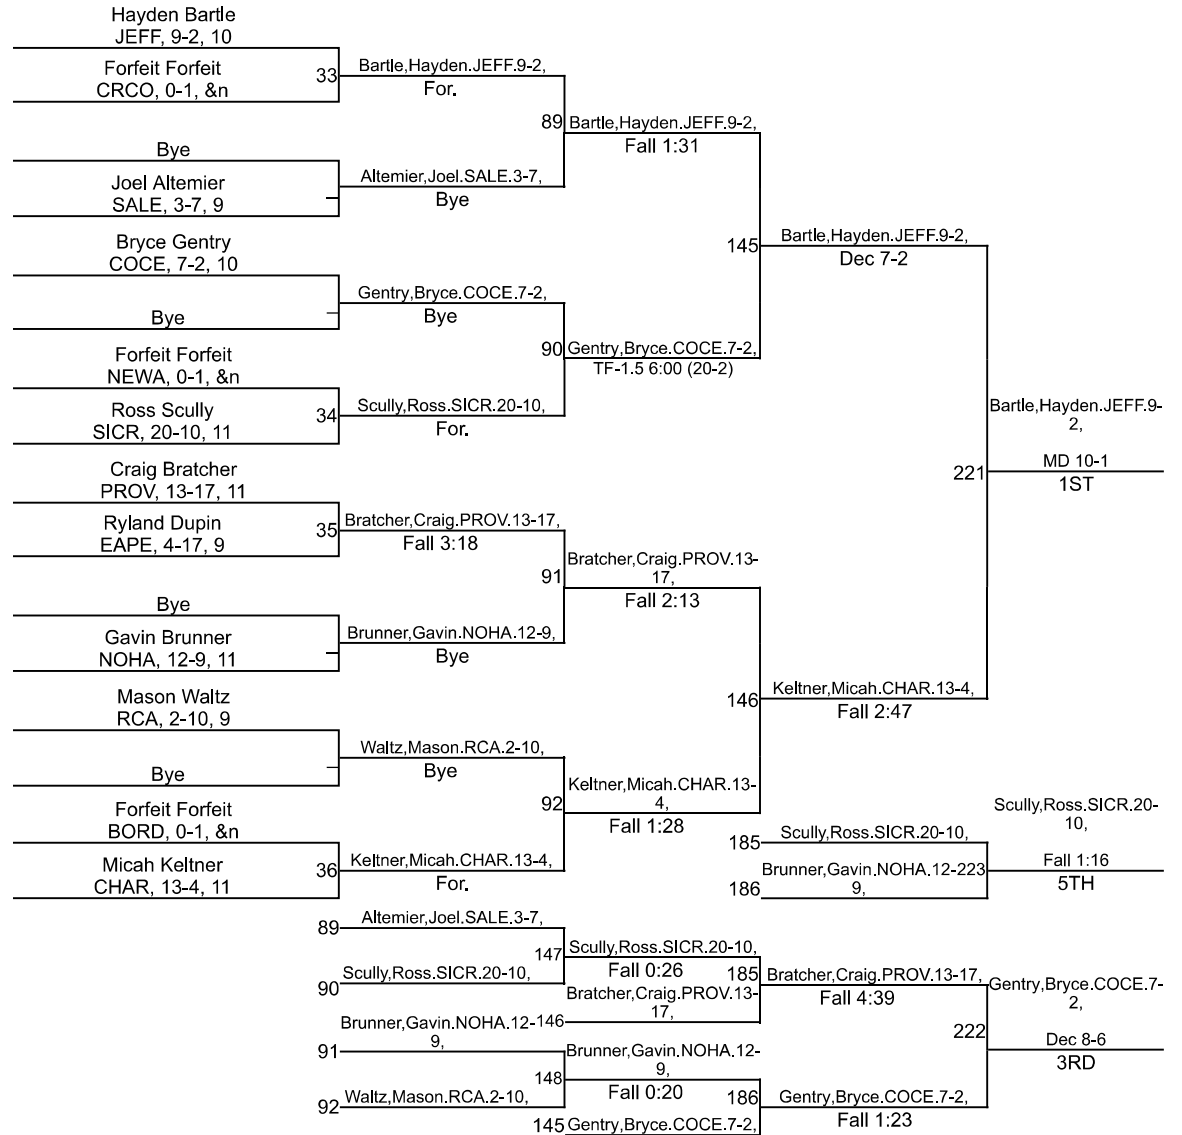 Hayden Bartle
JEFF, 9-2, 10
Forfeit Forfeit
CRCO, 0-1, &n
33
Bartle,Hayden.JEFF.9-2,
For.
89
Bartle,Hayden.JEFF.9-2,
Fall 1:31
Bye
Joel Altemier
SALE, 3-7, 9
Altemier,Joel.SALE.3-7,
Bye
Bryce Gentry
COCE, 7-2, 10
145
Bartle,Hayden.JEFF.9-2,
Dec 7-2
Bye
Gentry,Bryce.COCE.7-2,
Bye
90
Gentry,Bryce.COCE.7-2,
TF-1.5 6:00 (20-2)
Forfeit Forfeit
NEWA, 0-1, &n
Ross Scully
SICR, 20-10, 11
34
Scully,Ross.SICR.20-10,
For.
Bartle,Hayden.JEFF.9-
2,
221
MD 10-1
1ST
Craig Bratcher
PROV, 13-17, 11
Ryland Dupin
EAPE, 4-17, 9
35
Bratcher,Craig.PROV.13-17,
Fall 3:18
91
Bratcher,Craig.PROV.13-
17,
Fall 2:13
Bye
Gavin Brunner
NOHA, 12-9, 11
Brunner,Gavin.NOHA.12-9,
Bye
Mason Waltz
RCA, 2-10, 9
146
Keltner,Micah.CHAR.13-4,
Fall 2:47
Bye
Waltz,Mason.RCA.2-10,
Bye
92
Keltner,Micah.CHAR.13-
4,
Fall 1:28
Forfeit Forfeit
BORD, 0-1, &n
Micah Keltner
CHAR, 13-4, 11
36
Keltner,Micah.CHAR.13-4,
For.
185
Scully,Ross.SICR.20-10,
186
Brunner,Gavin.NOHA.12-
9,
223
Scully,Ross.SICR.20-
10,
Fall 1:16
5TH
89
Altemier,Joel.SALE.3-7,
90
Scully,Ross.SICR.20-10,
147
Scully,Ross.SICR.20-10,
Fall 0:26
146
Bratcher,Craig.PROV.13-
17,
185
Bratcher,Craig.PROV.13-17,
Fall 4:39
91
Brunner,Gavin.NOHA.12-
9,
92
Waltz,Mason.RCA.2-10,
148
Brunner,Gavin.NOHA.12-
9,
Fall 0:20
145
Gentry,Bryce.COCE.7-2,
186
Gentry,Bryce.COCE.7-2,
Fall 1:23
222
Gentry,Bryce.COCE.7-
2,
Dec 8-6
3RD